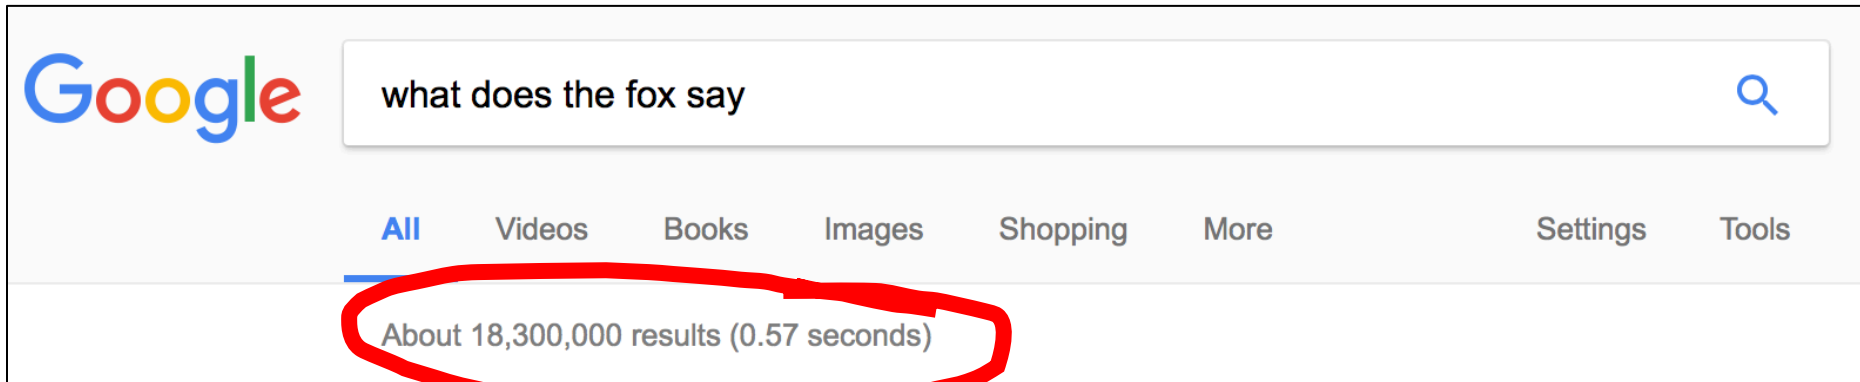 Google what does the fox say
All Videos Books Images Shopping More Settings Tools
About 18,300,000 results (0.57 seconds)